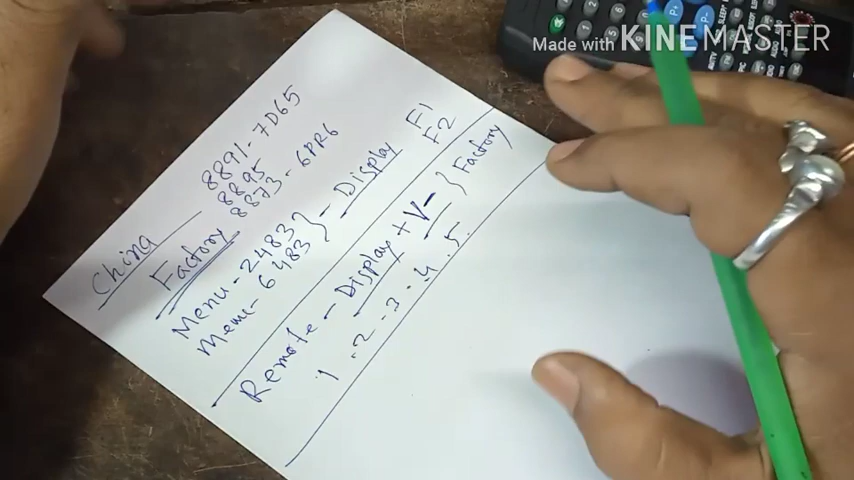 Made with KINEMASTER
China
8891-7D65
Factory 8895
8873-6PR6
Menu-2483
Menu-6483 } - Display F1
F2
Remote - Display + V- } Factory
1 . 2 . 3 . 4 . 5 .